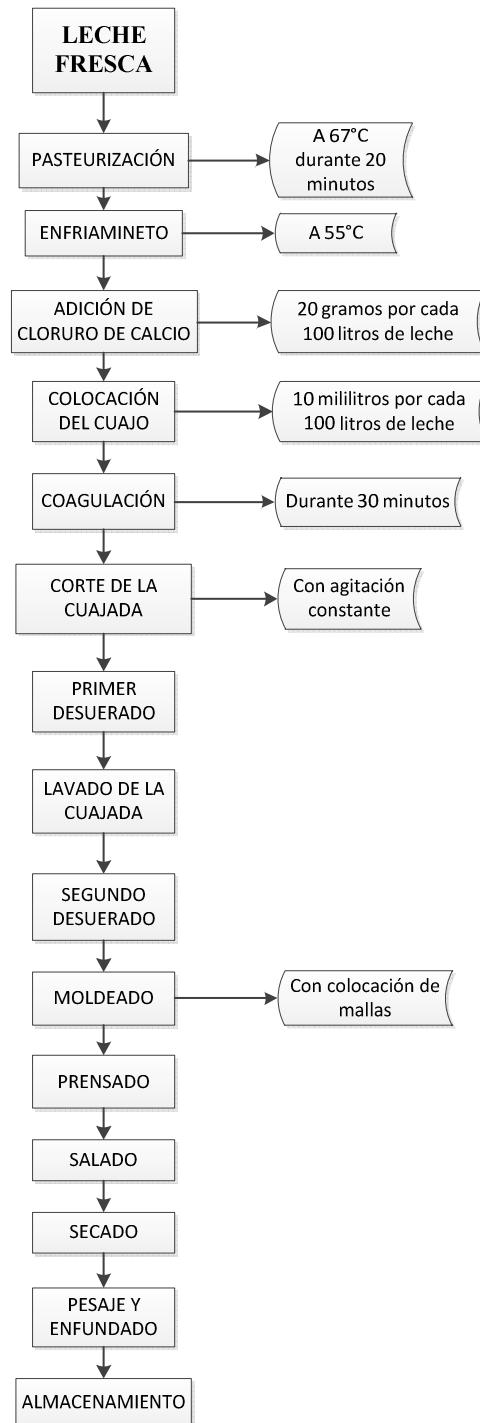 LECHE
FRESCA
PASTEURIZACIÓN
A 67°C
durante 20
minutos
ENFRIAMINETO
A 55°C
ADICIÓN DE
CLORURO DE CALCIO
20 gramos por cada
100 litros de leche
COLOCACIÓN
DEL CUAJO
10 mililitros por cada
100 litros de leche
COAGULACIÓN
Durante 30 minutos
CORTE DE LA
CUAJADA
Con agitación
constante
PRIMER
DESUERADO
LAVADO DE LA
CUAJADA
SEGUNDO
DESUERADO
MOLDEADO
Con colocación de
mallas
PRENSADO
SALADO
SECADO
PESAJE Y
ENFUNDADO
ALMACENAMIENTO